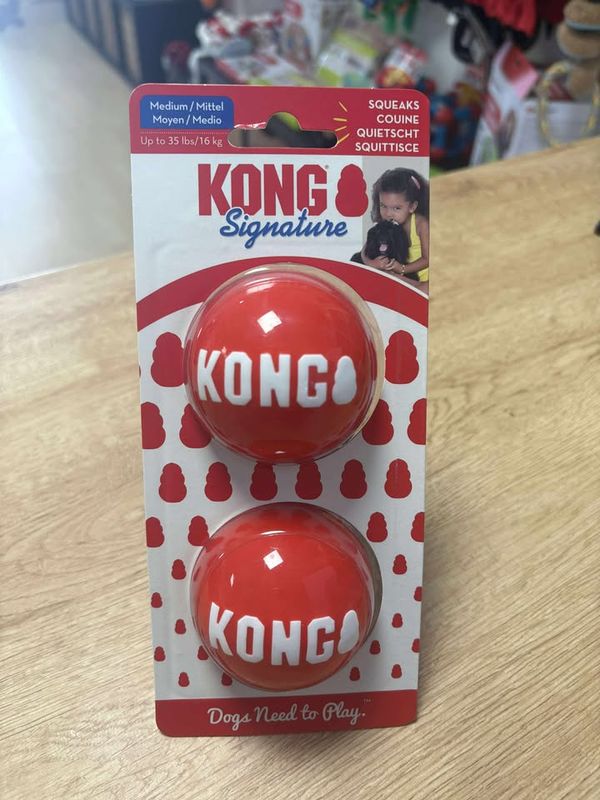 Medium / Mittel
Moyen / Medio
Up to 35 lbs/16 kg
SQUEAKS
COUINE
QUIETSCHT
SQUITTISCE
KONG
Signature
KONG
KONG
Dogs Need to Play.™